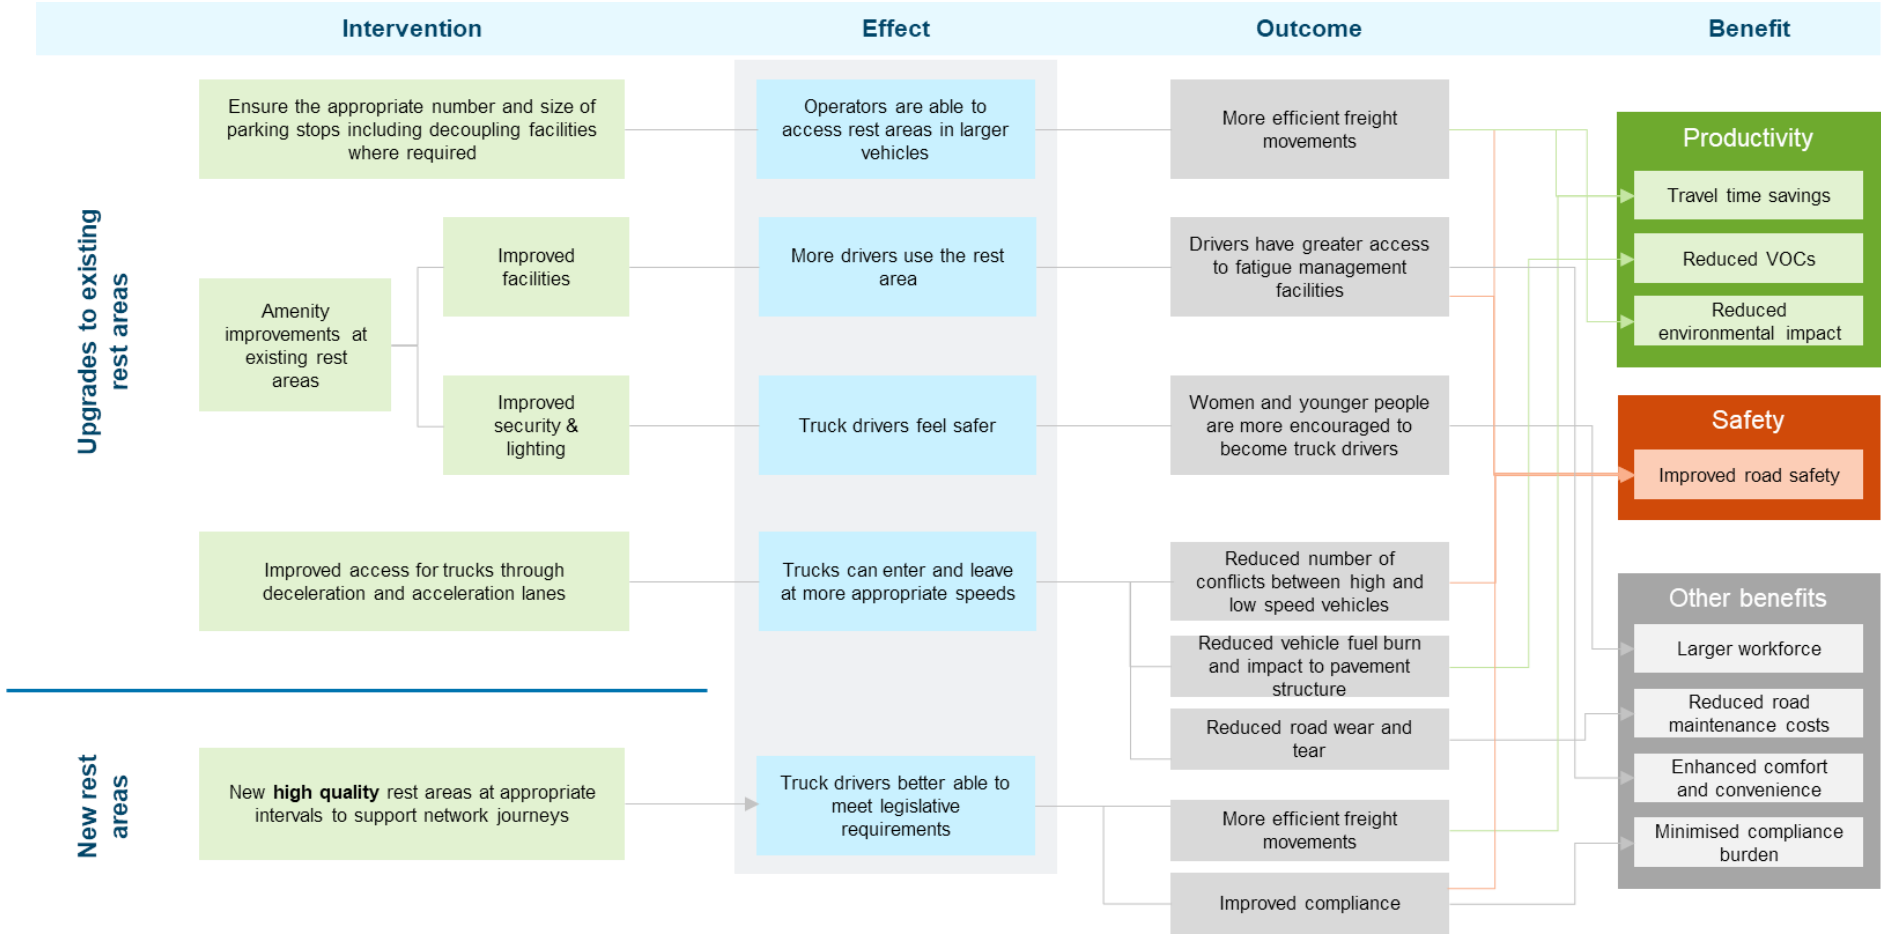 Intervention
Effect
Outcome
Benefit
Upgrades to existing
rest areas
Ensure the appropriate number and size of
parking stops including decoupling facilities
where required
Operators are able to
access rest areas in larger
vehicles
More efficient freight
movements
Amenity
improvements at
existing rest
areas
Improved
facilities
More drivers use the rest
area
Drivers have greater access
to fatigue management
facilities
Improved
security &
lighting
Truck drivers feel safer
Women and younger people
are more encouraged to
become truck drivers
Improved access for trucks through
deceleration and acceleration lanes
Trucks can enter and leave
at more appropriate speeds
Reduced number of
conflicts between high and
low speed vehicles
Reduced vehicle fuel burn
and impact to pavement
structure
Reduced road wear and
tear
New rest
areas
New high quality rest areas at appropriate
intervals to support network journeys
Truck drivers better able to
meet legislative
requirements
More efficient freight
movements
Improved compliance
Productivity
Travel time savings
Reduced VOCs
Reduced
environmental impact
Safety
Improved road safety
Other benefits
Larger workforce
Reduced road
maintenance costs
Enhanced comfort
and convenience
Minimised compliance
burden